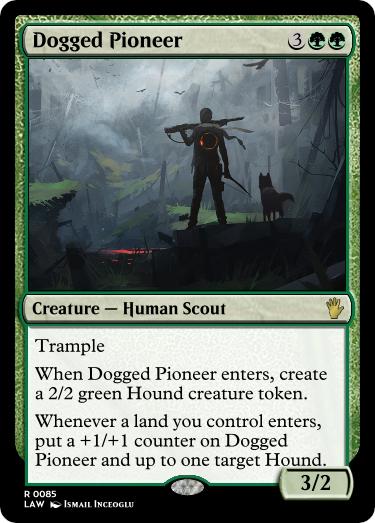 Dogged Pioneer 3
Creature — Human Scout
Trample
When Dogged Pioneer enters, create
a 2/2 green Hound creature token.
Whenever a land you control enters,
put a +1/+1 counter on Dogged
Pioneer and up to one target Hound.
3/2
R 0085
LAW Ismail Inceoglu